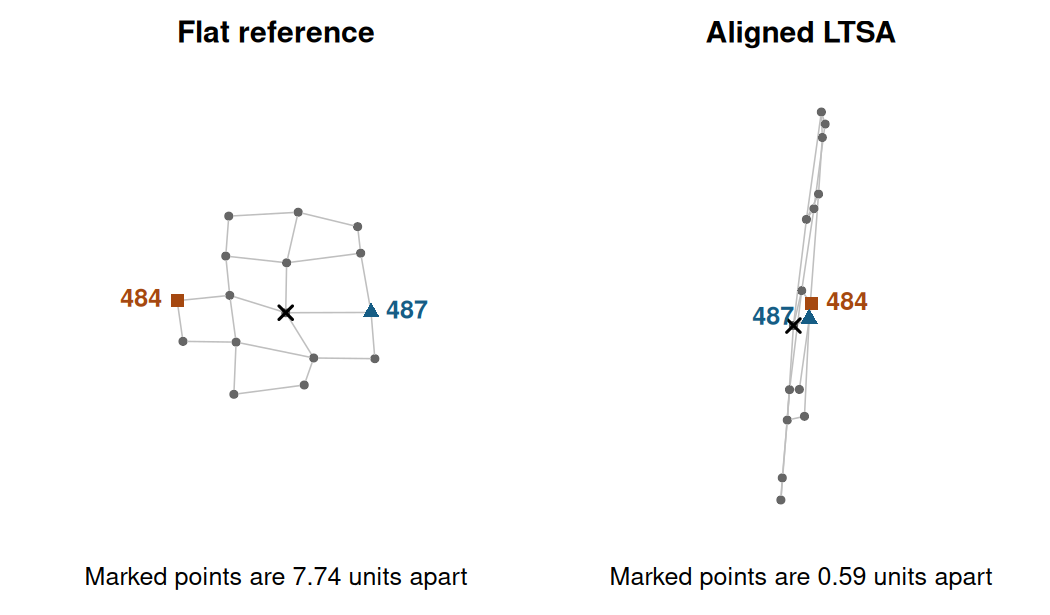 Flat reference
Aligned LTSA
484
487
487
484
Marked points are 7.74 units apart
Marked points are 0.59 units apart